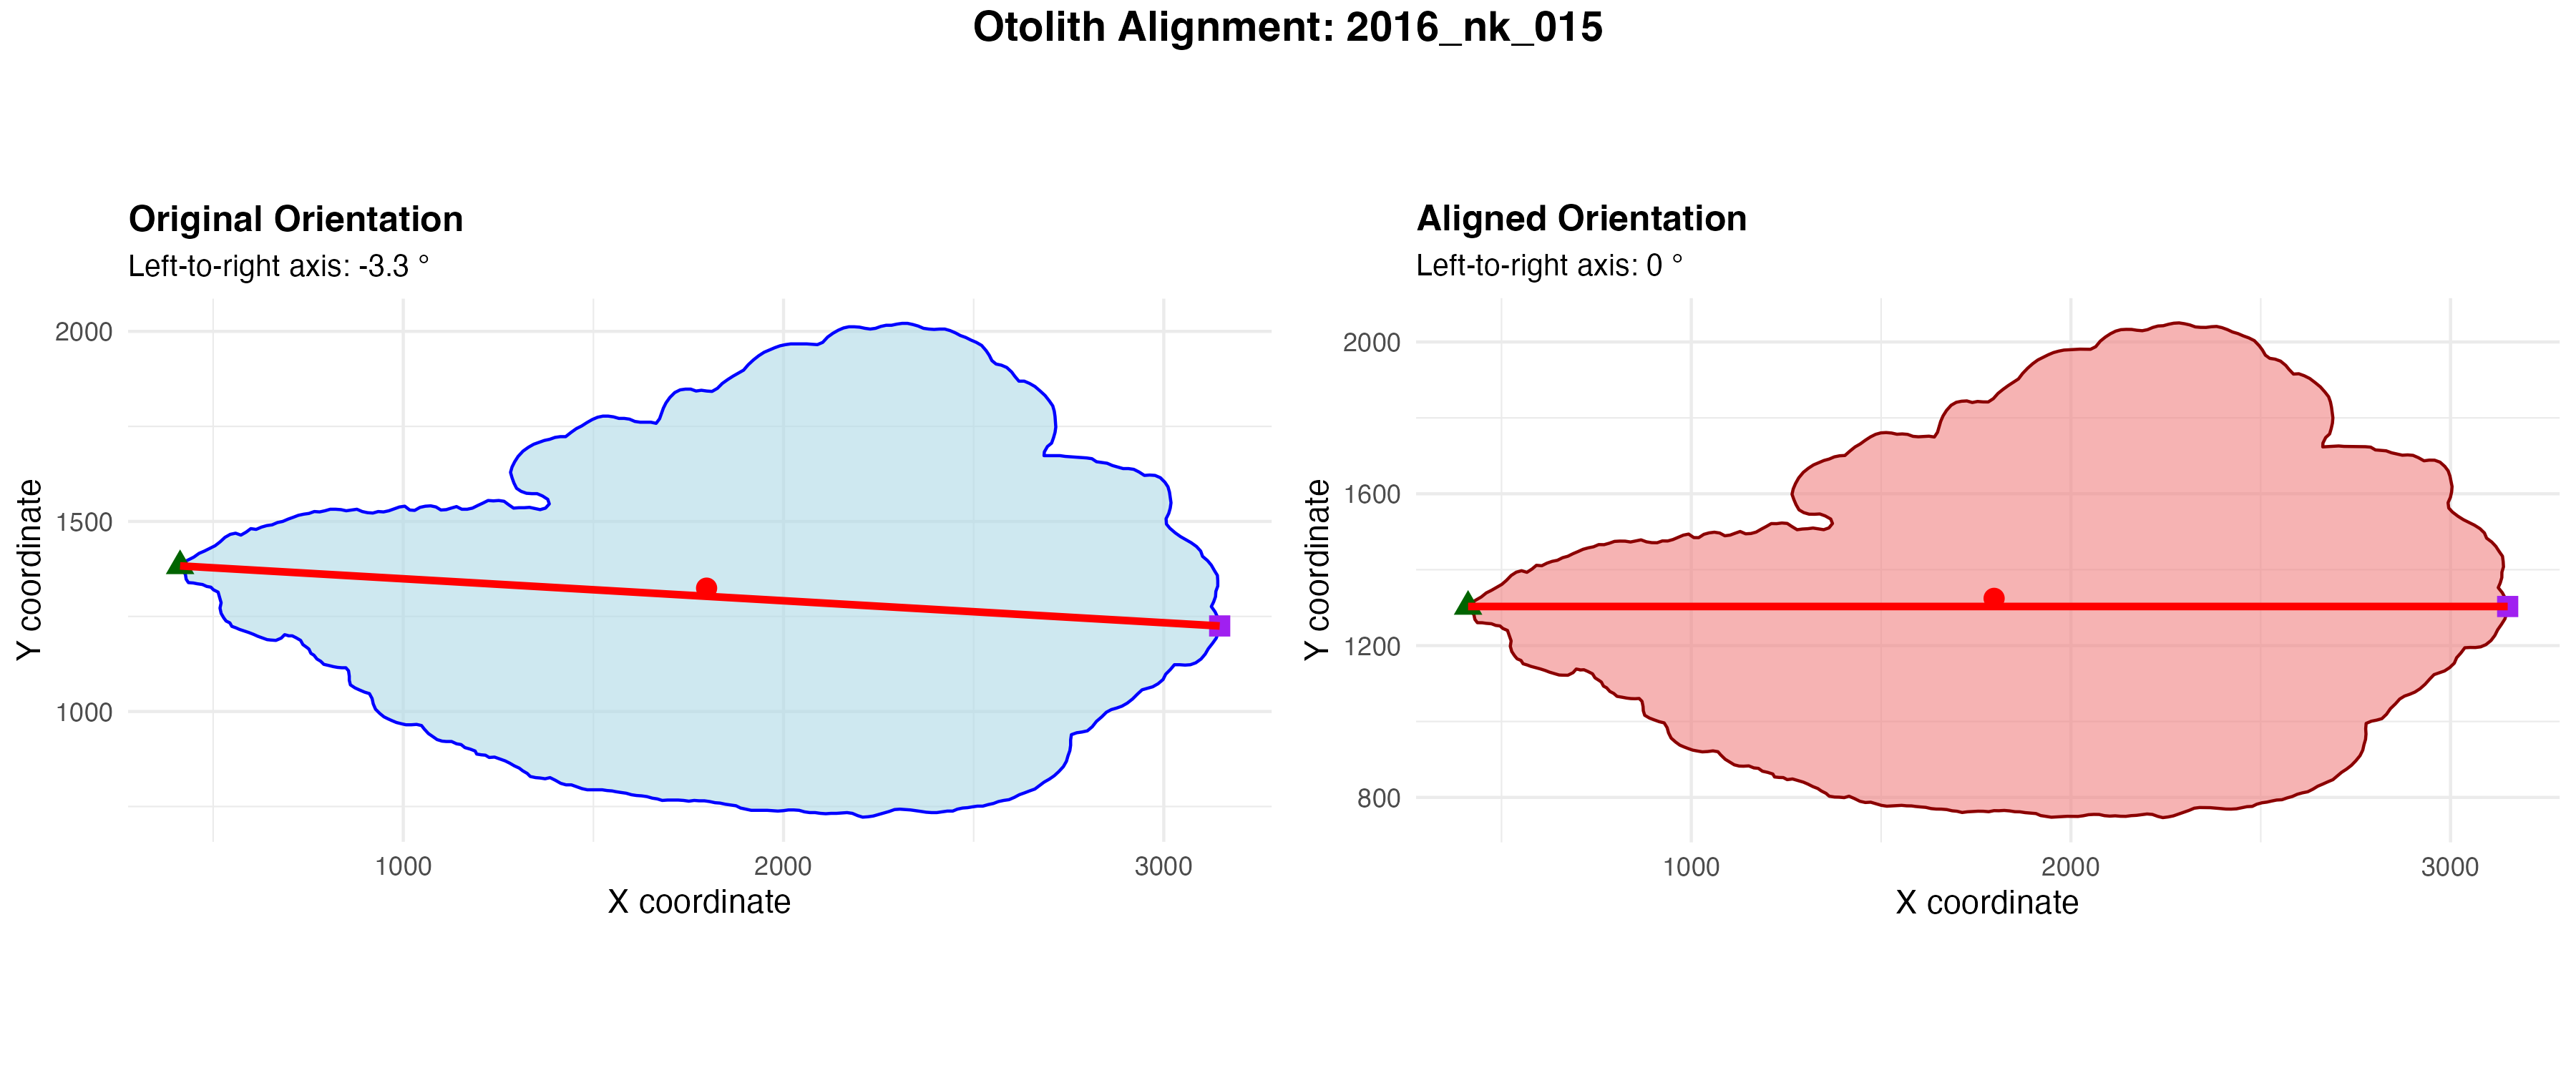 Otolith Alignment: 2016_nk_015
Original Orientation
Left-to-right axis: -3.3 °
2000
1500
1000
Y coordinate
1000 2000 3000
X coordinate
Aligned Orientation
Left-to-right axis: 0 °
2000
1600
1200
800
Y coordinate
1000 2000 3000
X coordinate